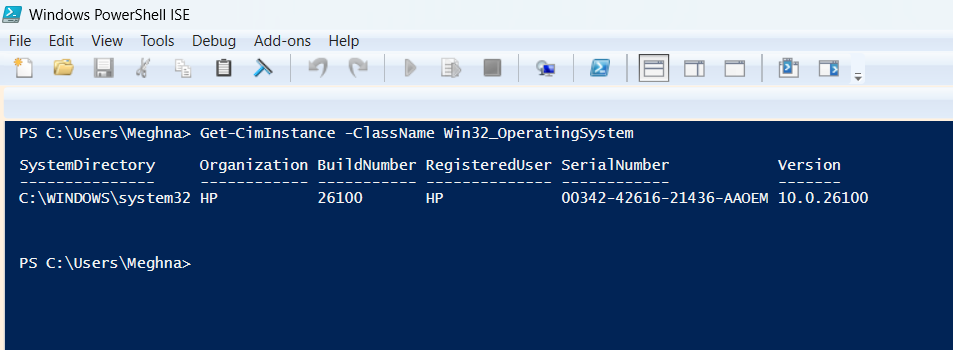 Windows PowerShell ISE
File Edit View Tools Debug Add-ons Help
PS C:\Users\Meghna> Get-CimInstance -ClassName Win32_OperatingSystem
SystemDirectory Organization BuildNumber RegisteredUser SerialNumber Version
--------------- ------------ ----------- -------------- ------------ -------
C:\WINDOWS\system32 HP 26100 HP 00342-42616-21436-AAOEM 10.0.26100
PS C:\Users\Meghna>